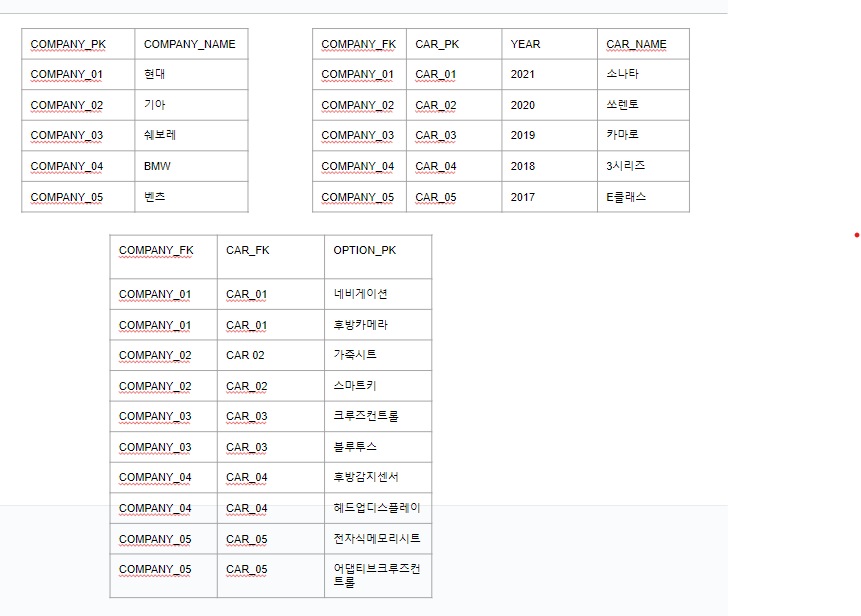 COMPANY_PK COMPANY_NAME
COMPANY_01 현대
COMPANY_02 기아
COMPANY_03 쉐보레
COMPANY_04 BMW
COMPANY_05 벤츠
COMPANY_FK CAR_PK YEAR CAR_NAME
COMPANY_01 CAR_01 2021 소나타
COMPANY_02 CAR_02 2020 쏘렌토
COMPANY_03 CAR_03 2019 카마로
COMPANY_04 CAR_04 2018 3시리즈
COMPANY_05 CAR_05 2017 E클래스
COMPANY_FK CAR_FK OPTION_PK
COMPANY_01 CAR_01 네비게이션
COMPANY_01 CAR_01 후방카메라
COMPANY_02 CAR 02 가죽시트
COMPANY_02 CAR_02 스마트키
COMPANY_03 CAR_03 크루즈컨트롤
COMPANY_03 CAR_03 블루투스
COMPANY_04 CAR_04 후방감지센서
COMPANY_04 CAR_04 헤드업디스플레이
COMPANY_05 CAR_05 전자식메모리시트
COMPANY_05 CAR_05 어댑티브크루즈컨
트롤